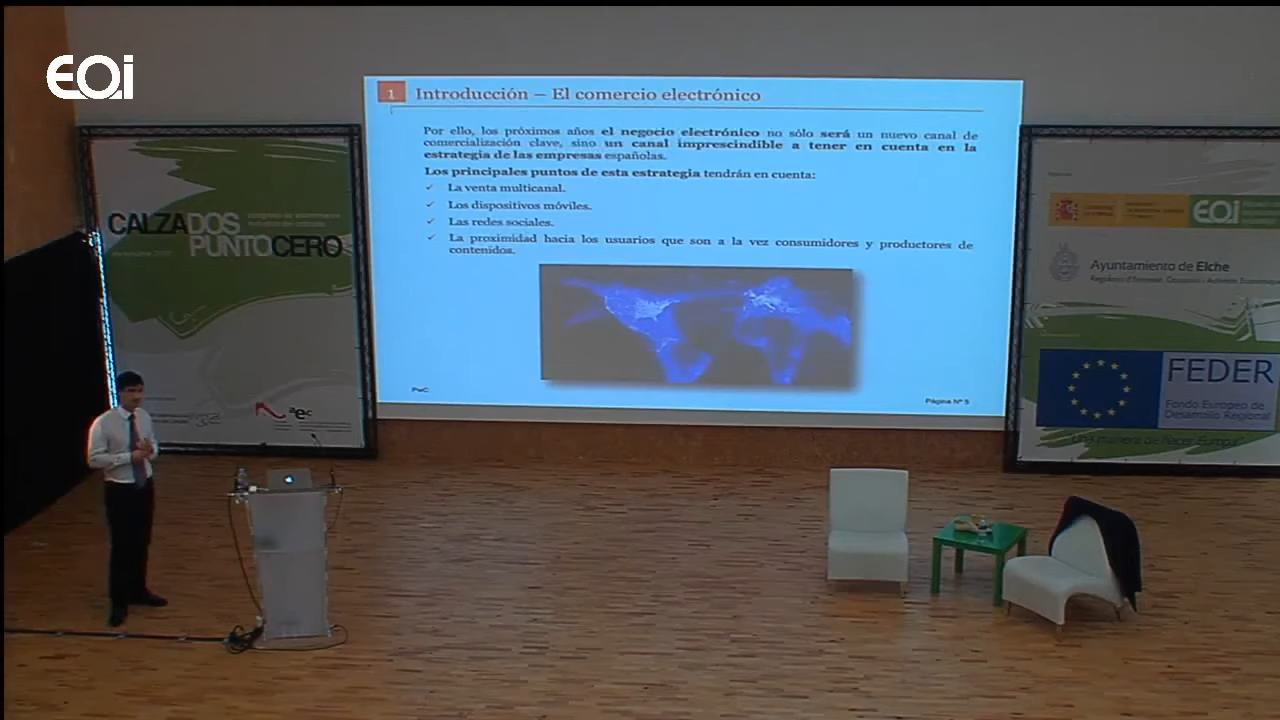 EOi
1 Introducción – El comercio electrónico
Por ello, los próximos años el negocio electrónico no sólo será un nuevo canal de
comercialización clave, sino un canal imprescindible a tener en cuenta en la
estrategia de las empresas españolas.
Los principales puntos de esta estrategia tendrán en cuenta:
✓ La venta multicanal.
✓ Los dispositivos móviles.
✓ Las redes sociales.
✓ La proximidad hacia los usuarios que son a la vez consumidores y productores de
contenidos.
PwC
Página Nº 5
CALZADOS
PUNTOCERO
aec
EOi
Ayuntamiento de Elche
FEDER
Fondo Europeo de
Desarrollo Regional
"Una manera de hacer Europa"